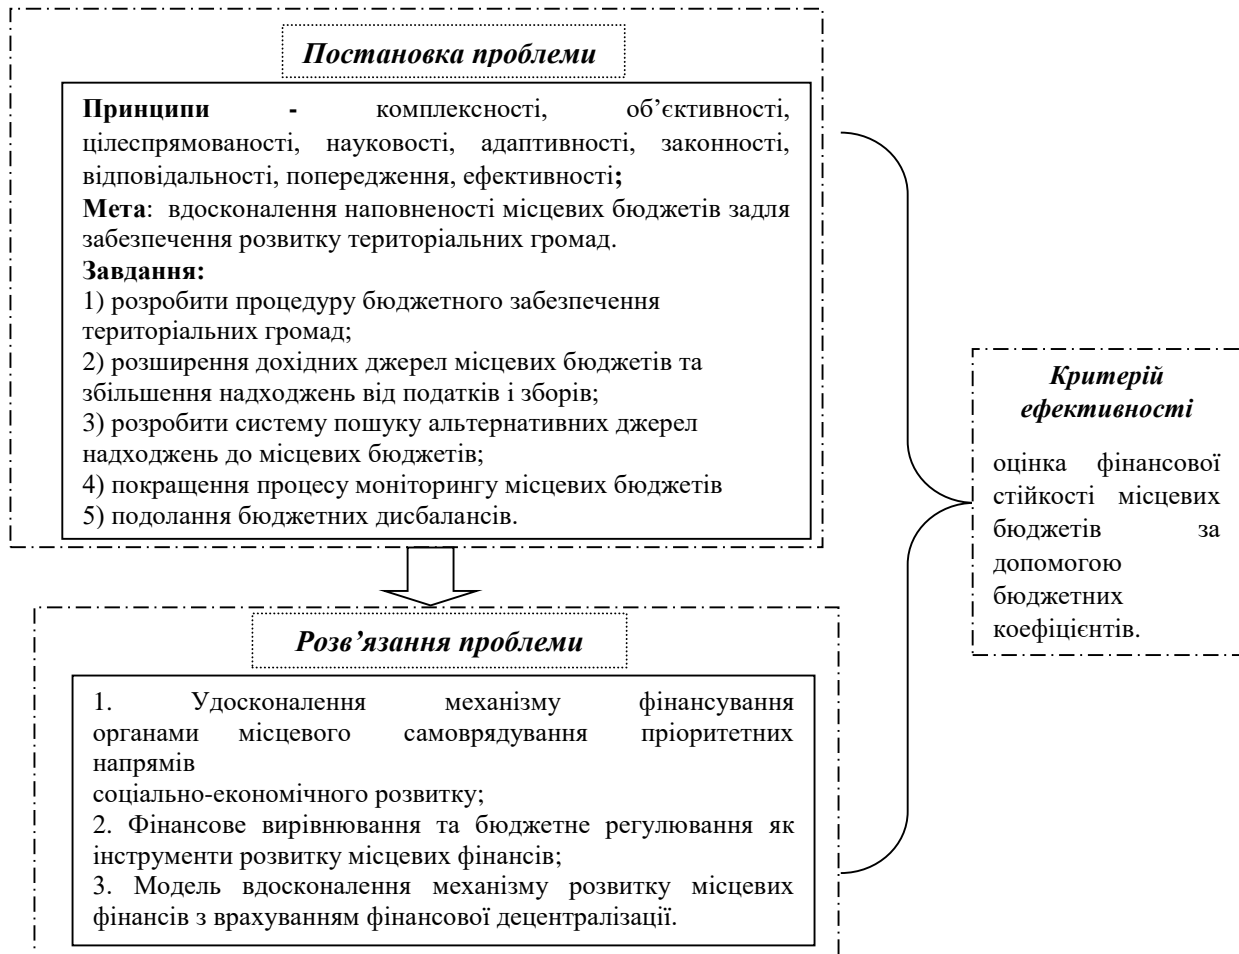 Постановка проблеми
Принципи - комплексності, об’єктивності,
цілеспрямованості, науковості, адаптивності, законності,
відповідальності, попередження, ефективності;
Мета: вдосконалення наповненості місцевих бюджетів задля
забезпечення розвитку територіальних громад.
Завдання:
1) розробити процедуру бюджетного забезпечення
територіальних громад;
2) розширення дохідних джерел місцевих бюджетів та
збільшення надходжень від податків і зборів;
3) розробити систему пошуку альтернативних джерел
надходжень до місцевих бюджетів;
4) покращення процесу моніторингу місцевих бюджетів
5) подолання бюджетних дисбалансів.
Розв’язання проблеми
1. Удосконалення механізму фінансування
органами місцевого самоврядування пріоритетних
напрямів
соціально-економічного розвитку;
2. Фінансове вирівнювання та бюджетне регулювання як
інструменти розвитку місцевих фінансів;
3. Модель вдосконалення механізму розвитку місцевих
фінансів з врахуванням фінансової децентралізації.
Критерій
ефективності
оцінка фінансової
стійкості місцевих
бюджетів за
допомогою
бюджетних
коефіцієнтів.